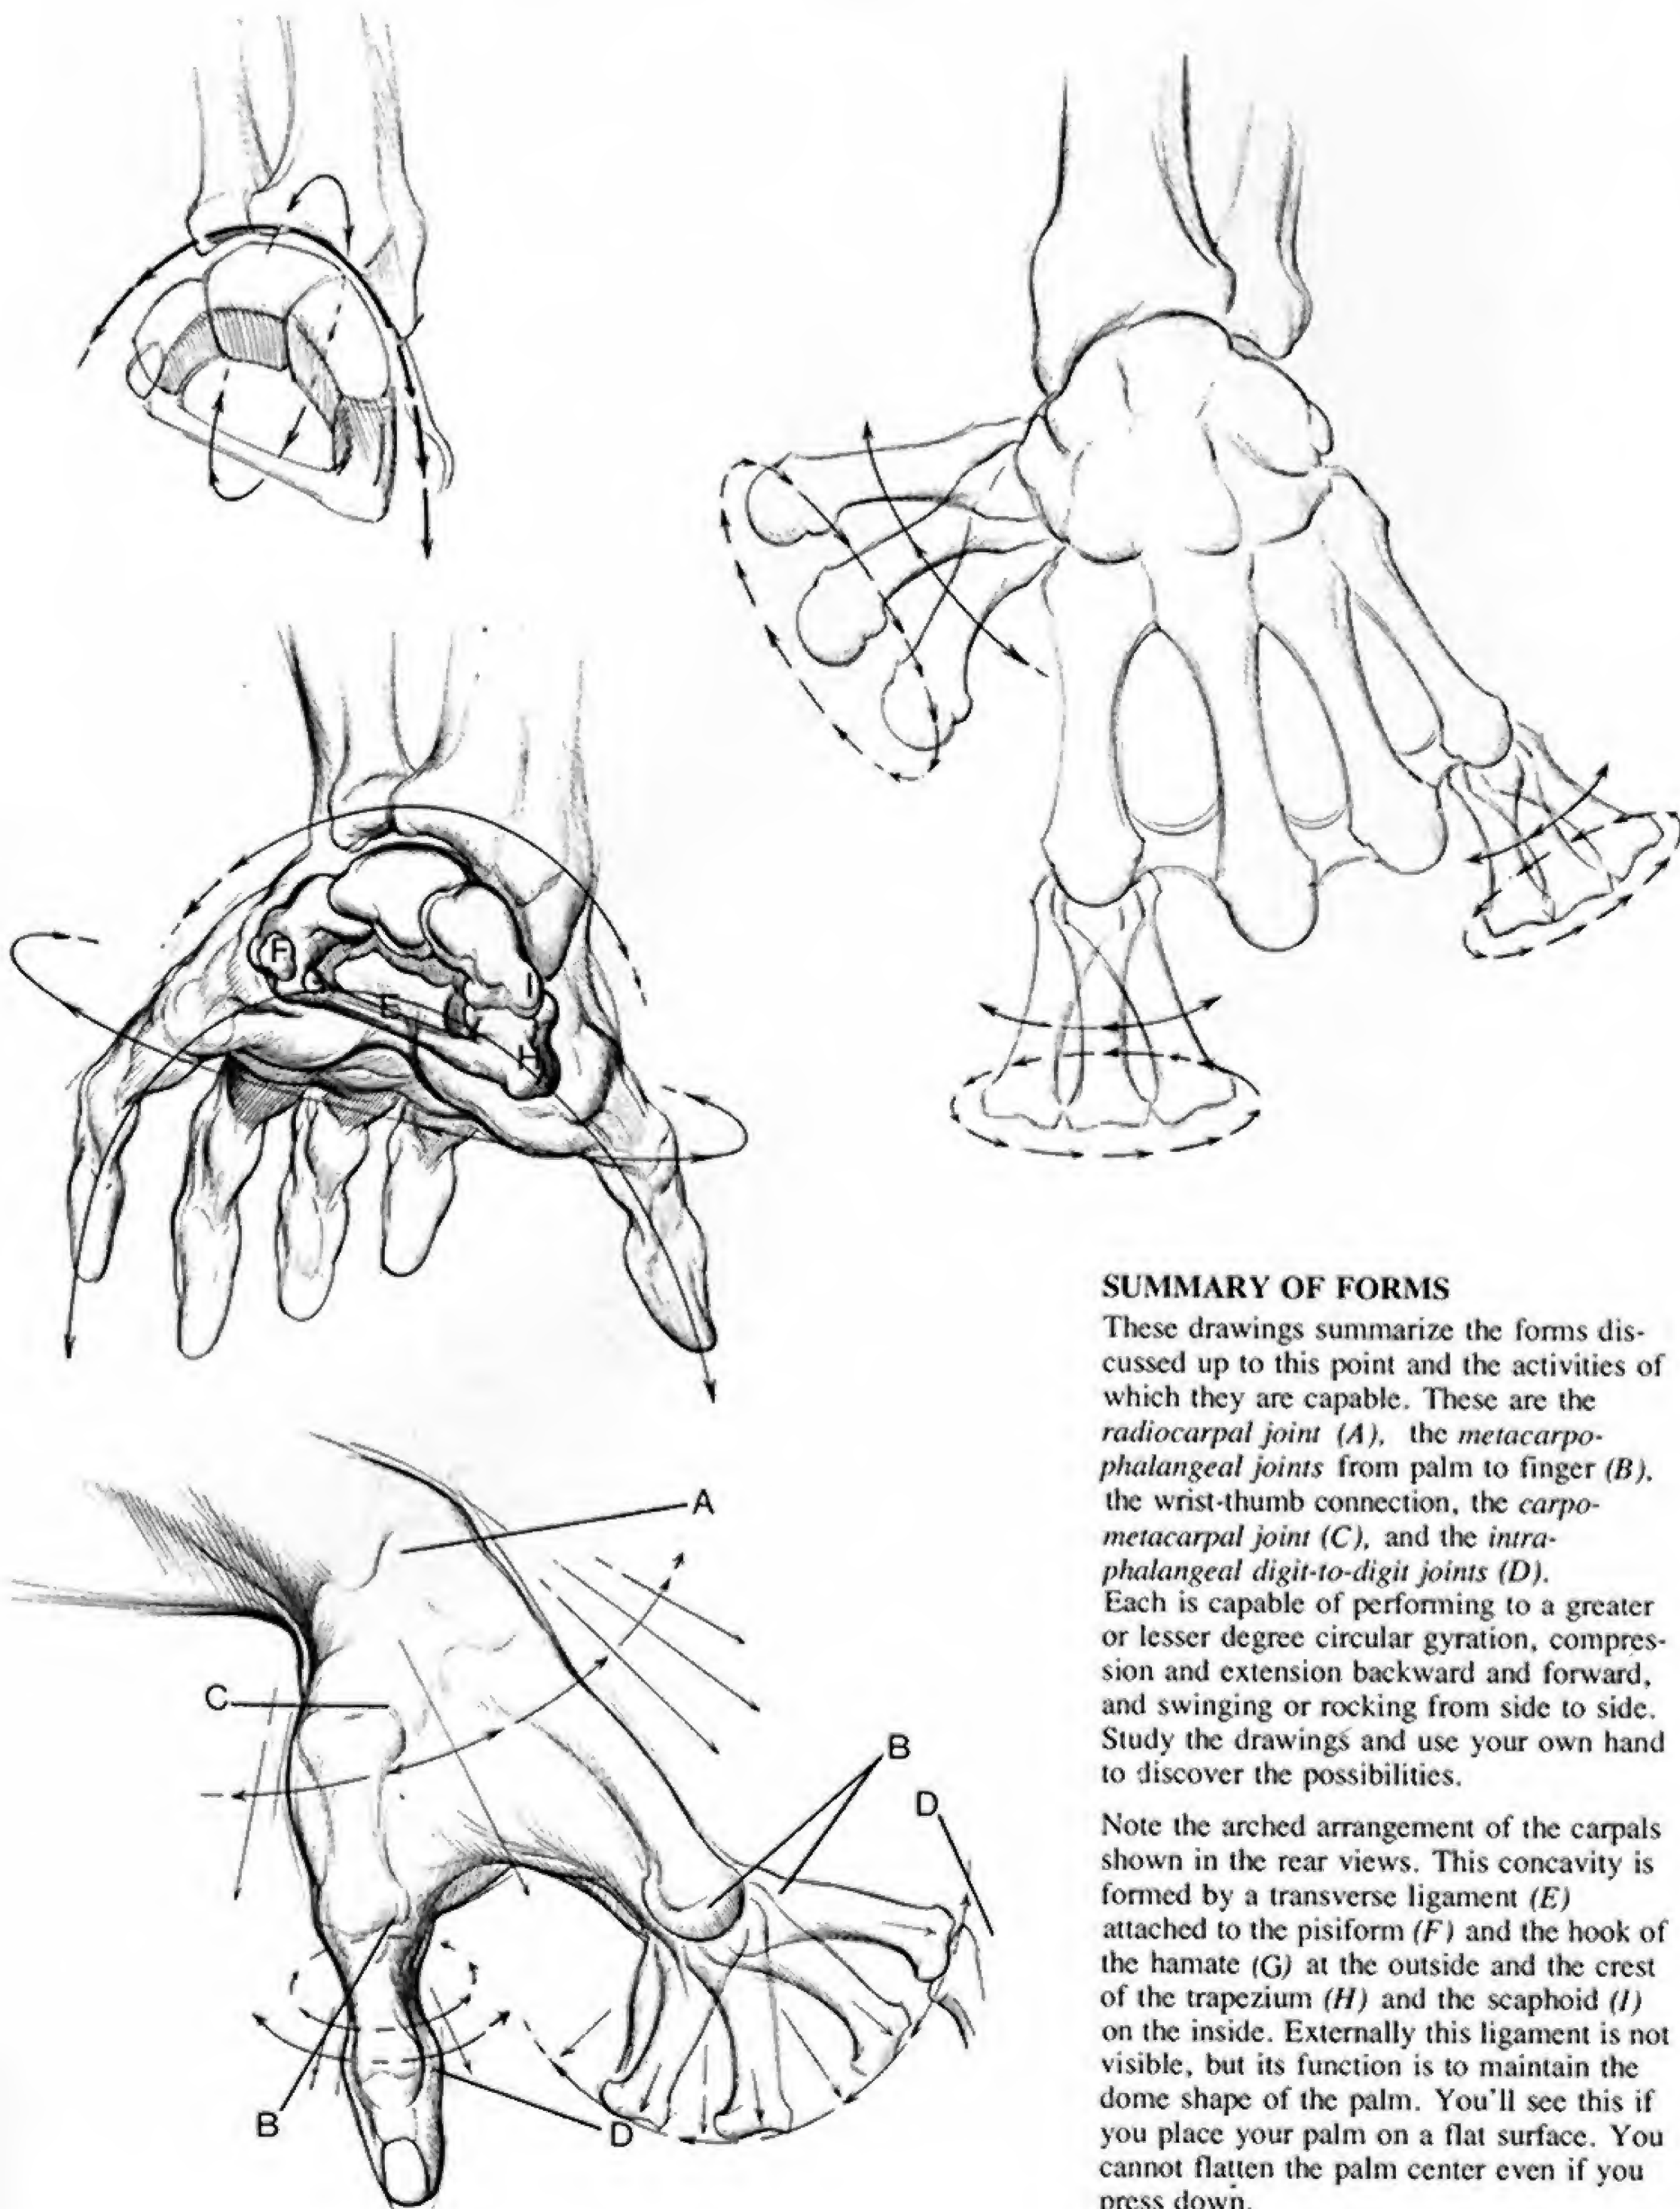 F
G
E
I
H
A
C
B
D
B
D
SUMMARY OF FORMS
These drawings summarize the forms dis-
cussed up to this point and the activities of
which they are capable. These are the
radiocarpal joint (A), the metacarpo-
phalangeal joints from palm to finger (B),
the wrist-thumb connection, the carpo-
metacarpal joint (C), and the intra-
phalangeal digit-to-digit joints (D).
Each is capable of performing to a greater
or lesser degree circular gyration, compres-
sion and extension backward and forward,
and swinging or rocking from side to side.
Study the drawings and use your own hand
to discover the possibilities.
Note the arched arrangement of the carpals
shown in the rear views. This concavity is
formed by a transverse ligament (E)
attached to the pisiform (F) and the hook of
the hamate (G) at the outside and the crest
of the trapezium (H) and the scaphoid (I)
on the inside. Externally this ligament is not
visible, but its function is to maintain the
dome shape of the palm. You'll see this if
you place your palm on a flat surface. You
cannot flatten the palm center even if you
press down.